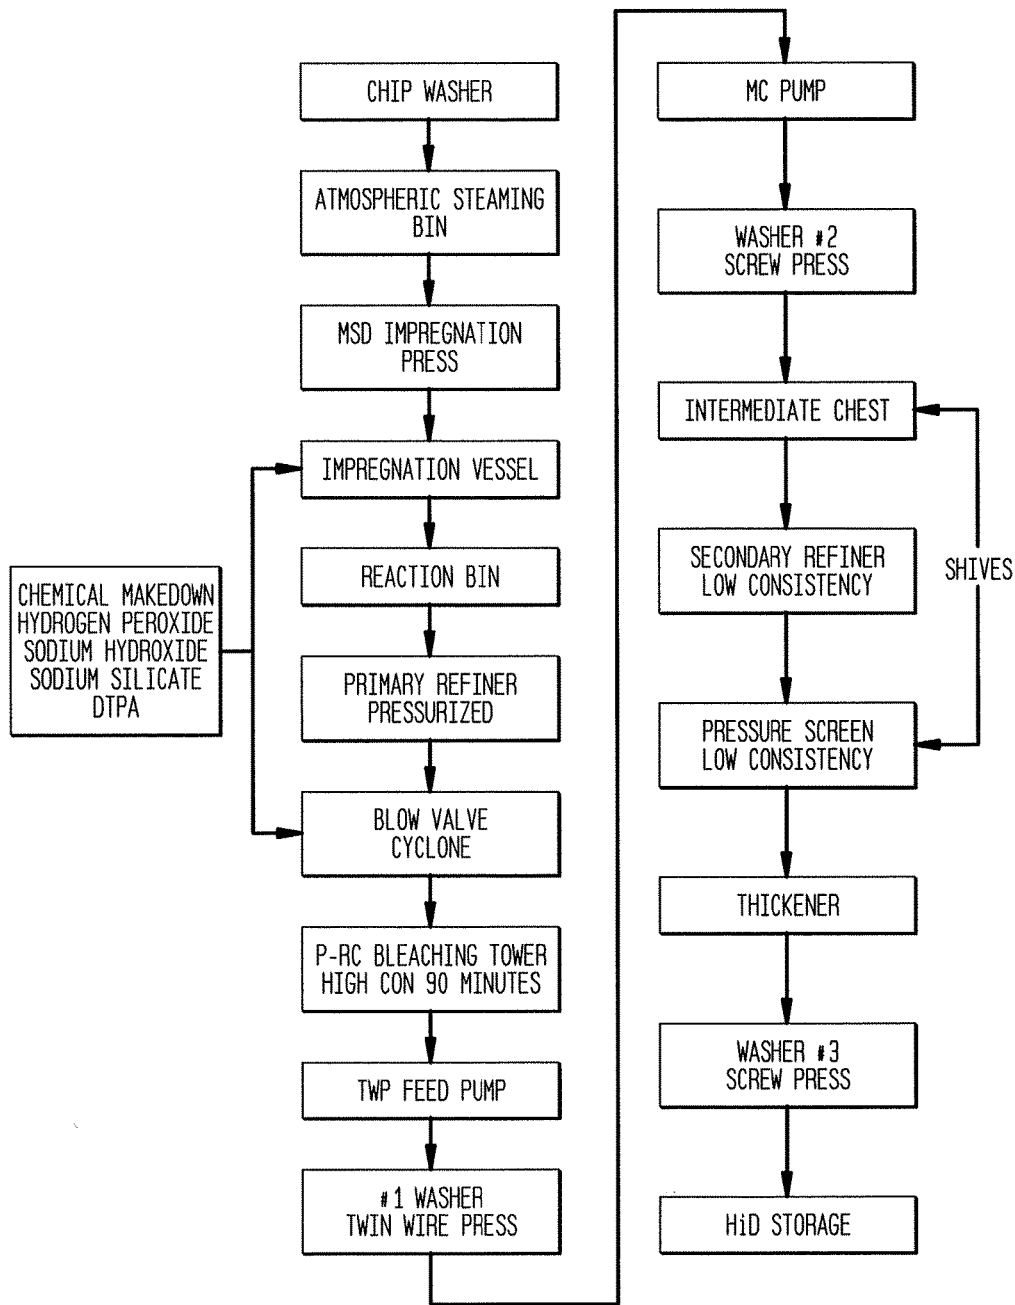 CHIP WASHER
ATMOSPHERIC STEAMING
BIN
MSD IMPREGNATION
PRESS
IMPREGNATION VESSEL
REACTION BIN
CHEMICAL MAKEDOWN
HYDROGEN PEROXIDE
SODIUM HYDROXIDE
SODIUM SILICATE
DTPA
PRIMARY REFINER
PRESSURIZED
BLOW VALVE
CYCLONE
P-RC BLEACHING TOWER
HIGH CON 90 MINUTES
TWP FEED PUMP
#1 WASHER
TWIN WIRE PRESS
MC PUMP
WASHER #2
SCREW PRESS
INTERMEDIATE CHEST
SECONDARY REFINER
LOW CONSISTENCY
SHIVES
PRESSURE SCREEN
LOW CONSISTENCY
THICKENER
WASHER #3
SCREW PRESS
HiD STORAGE